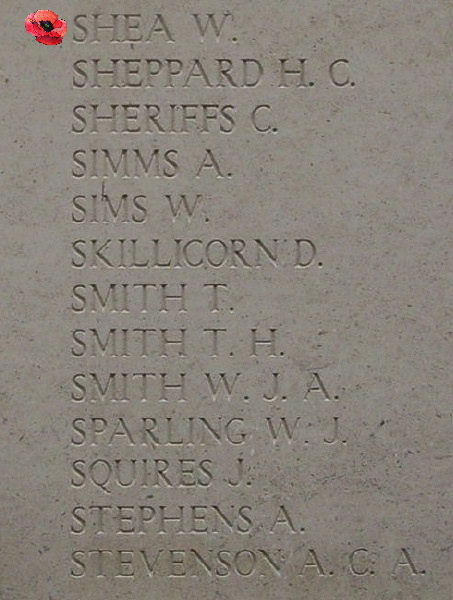 SHEA W.
SHEPPARD H. C.
SHERIFFS C.
SIMMS A.
SIMS W.
SKILLICORN D.
SMITH T.
SMITH T. H.
SMITH W. J. A.
SPARLING W. J.
SQUIRES J.
STEPHENS A.
STEVENSON A. C. A.